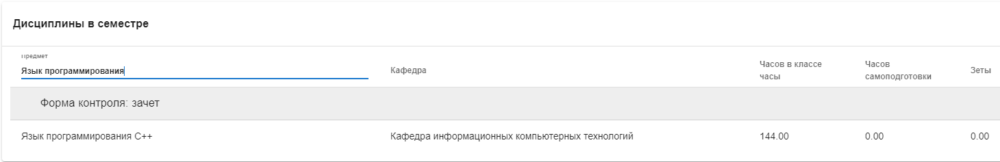 Дисциплины в семестре
Предмет
Язык программирования
Кафедра
Часов в классе
часы
Часов
самоподготовки
Зеты
Форма контроля: зачет
Язык программирования C++
Кафедра информационных компьютерных технологий
144.00
0.00
0.00